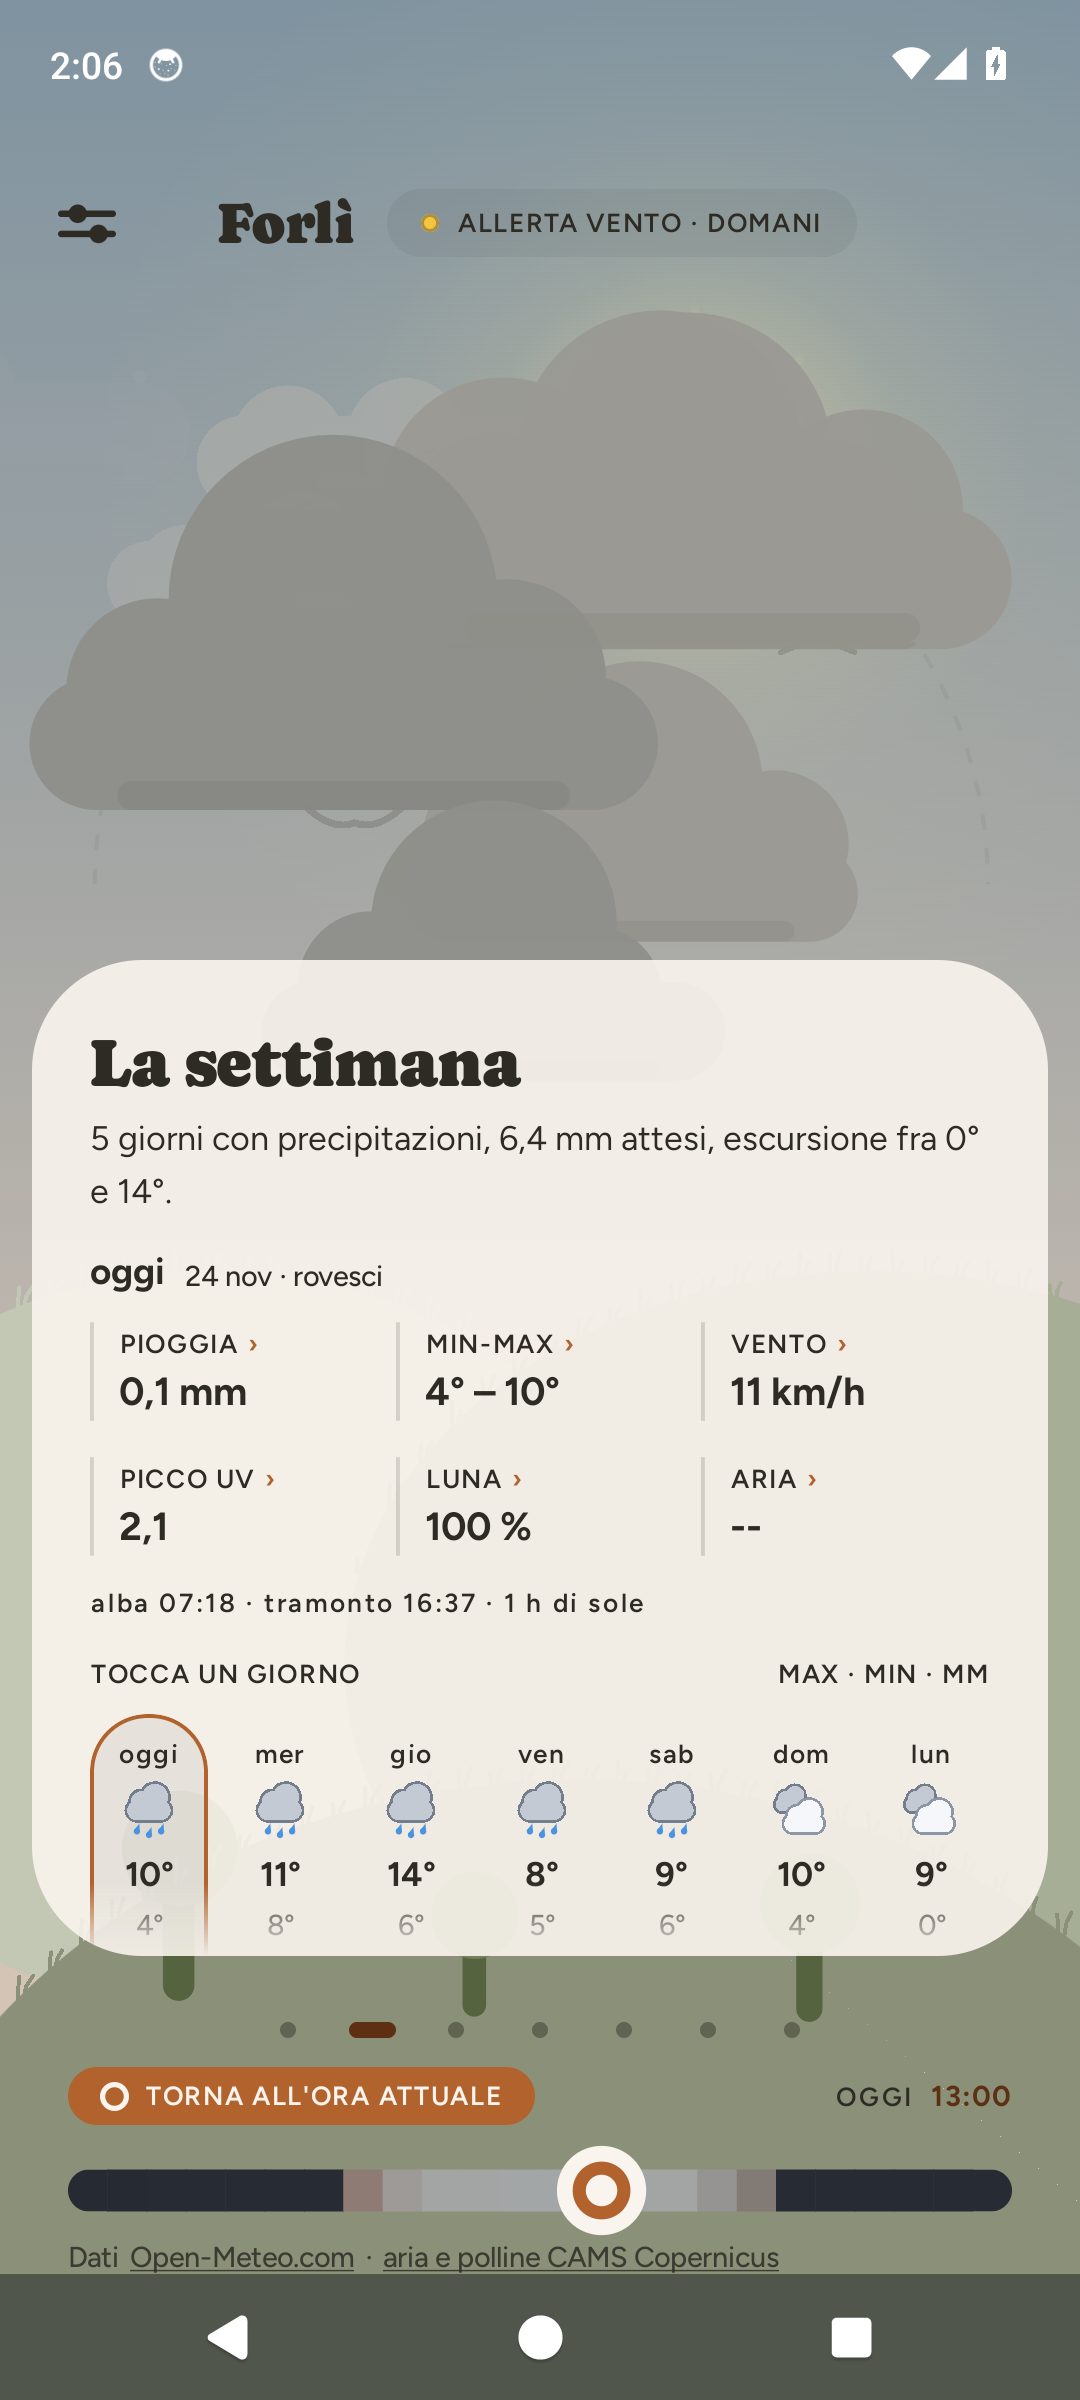 2:06
Forlì
ALLERTA VENTO · DOMANI
La settimana
5 giorni con precipitazioni, 6,4 mm attesi, escursione fra 0°
e 14°.
oggi 24 nov · rovesci
PIOGGIA › MIN-MAX › VENTO ›
0,1 mm 4° – 10° 11 km/h
PICCO UV › LUNA › ARIA ›
2,1 100 % --
alba 07:18 · tramonto 16:37 · 1 h di sole
TOCCA UN GIORNO MAX · MIN · MM
oggi mer gio ven sab dom lun
10° 11° 14° 8° 9° 10° 9°
4° 8° 6° 5° 6° 4° 0°
TORNA ALL'ORA ATTUALE OGGI 13:00
Dati Open-Meteo.com · aria e polline CAMS Copernicus